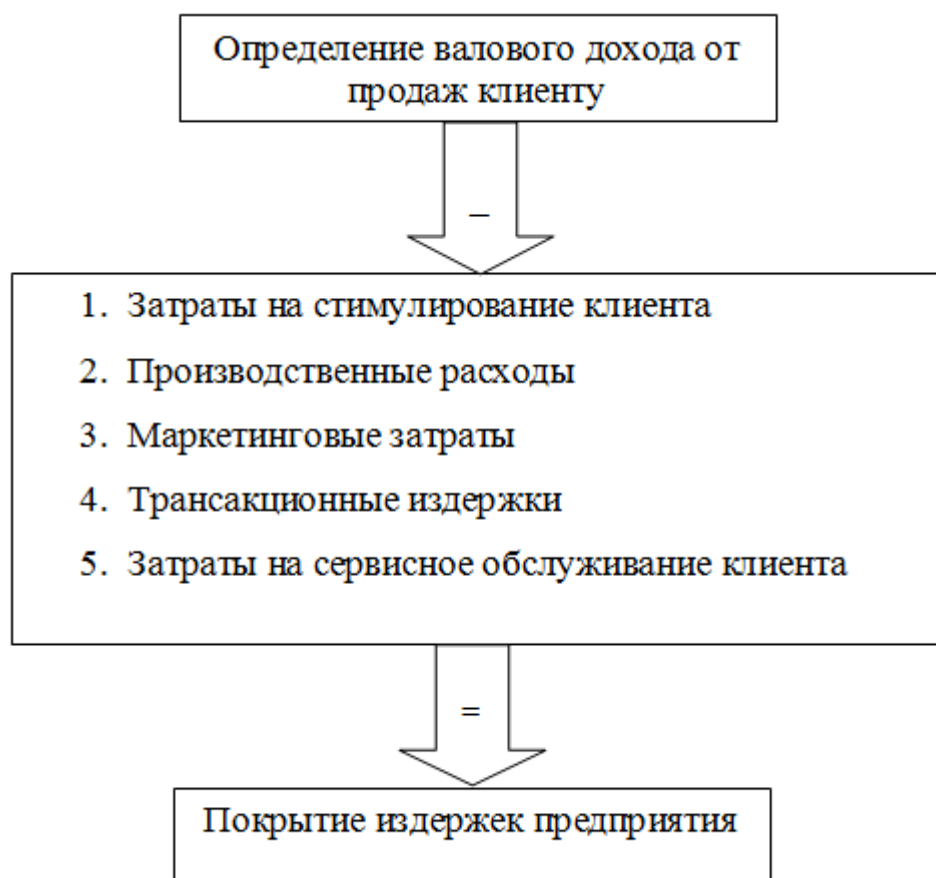 Определение валового дохода от
продаж клиенту
–
1. Затраты на стимулирование клиента
2. Производственные расходы
3. Маркетинговые затраты
4. Трансакционные издержки
5. Затраты на сервисное обслуживание клиента
=
Покрытие издержек предприятия